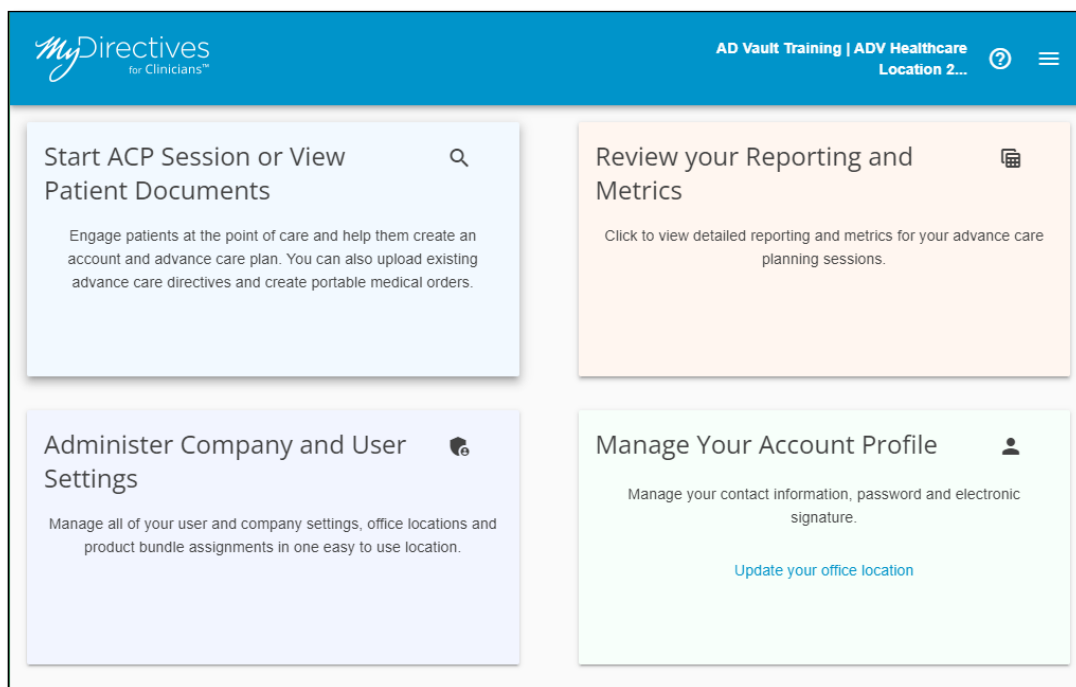 MyDirectives
for Clinicians™
AD Vault Training | ADV Healthcare
Location 2...
Start ACP Session or View
Patient Documents
Engage patients at the point of care and help them create an
account and advance care plan. You can also upload existing
advance care directives and create portable medical orders.
Review your Reporting and
Metrics
Click to view detailed reporting and metrics for your advance care
planning sessions.
Administer Company and User
Settings
Manage all of your user and company settings, office locations and
product bundle assignments in one easy to use location.
Manage Your Account Profile
Manage your contact information, password and electronic
signature.
Update your office location